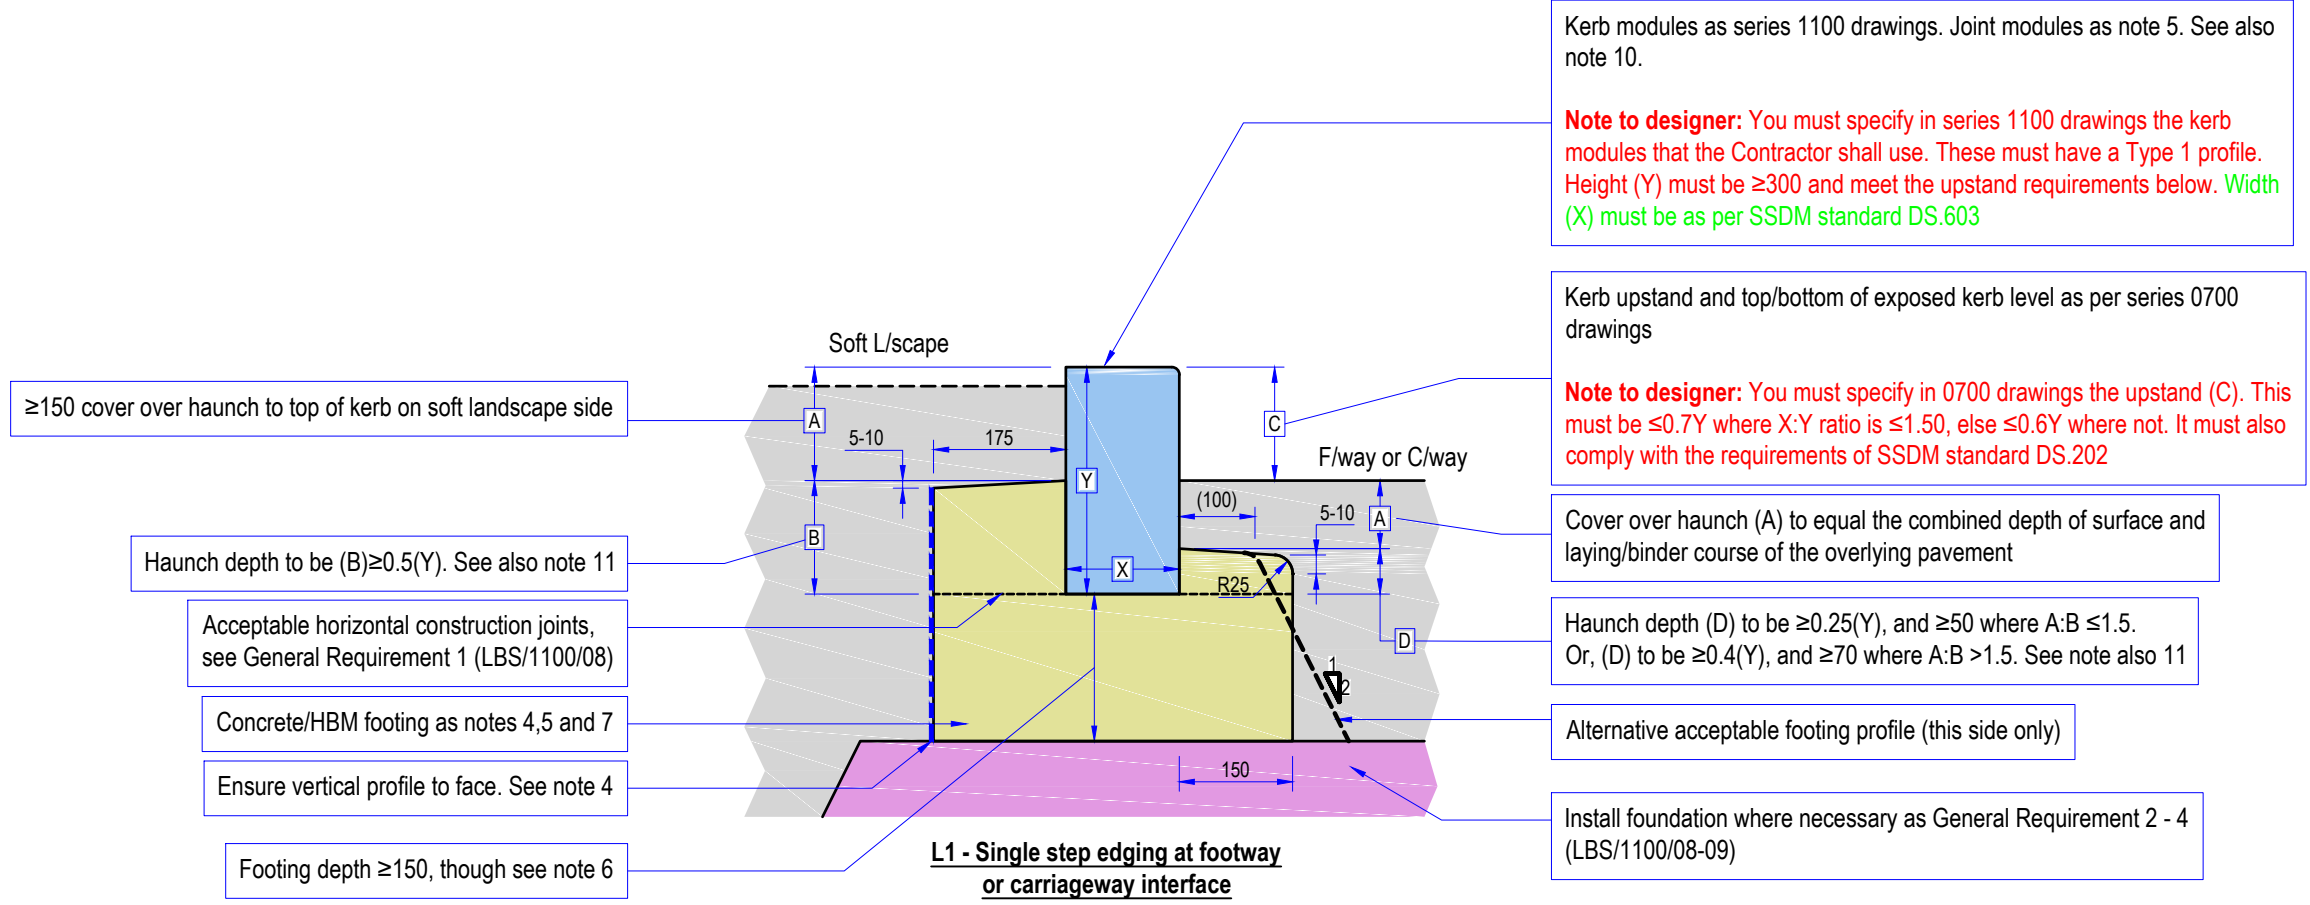 Kerb modules as series 1100 drawings. Joint modules as note 5. See also
note 10.
Note to designer: You must specify in series 1100 drawings the kerb
modules that the Contractor shall use. These must have a Type 1 profile.
Height (Y) must be ≥300 and meet the upstand requirements below. Width
(X) must be as per SSDM standard DS.603
Kerb upstand and top/bottom of exposed kerb level as per series 0700
drawings
Note to designer: You must specify in 0700 drawings the upstand (C). This
must be ≤0.7Y where X:Y ratio is ≤1.50, else ≤0.6Y where not. It must also
comply with the requirements of SSDM standard DS.202
Soft L/scape
≥150 cover over haunch to top of kerb on soft landscape side
A
C
5-10
175
F/way or C/way
Y
(100)
5-10
A
Cover over haunch (A) to equal the combined depth of surface and
laying/binder course of the overlying pavement
B
Haunch depth to be (B)≥0.5(Y). See also note 11
X
R25
Acceptable horizontal construction joints,
see General Requirement 1 (LBS/1100/08)
D
Haunch depth (D) to be ≥0.25(Y), and ≥50 where A:B ≤1.5.
Or, (D) to be ≥0.4(Y), and ≥70 where A:B >1.5. See note also 11
1
2
Concrete/HBM footing as notes 4,5 and 7
Alternative acceptable footing profile (this side only)
Ensure vertical profile to face. See note 4
150
Install foundation where necessary as General Requirement 2 - 4
(LBS/1100/08-09)
Footing depth ≥150, though see note 6
L1 - Single step edging at footway
or carriageway interface